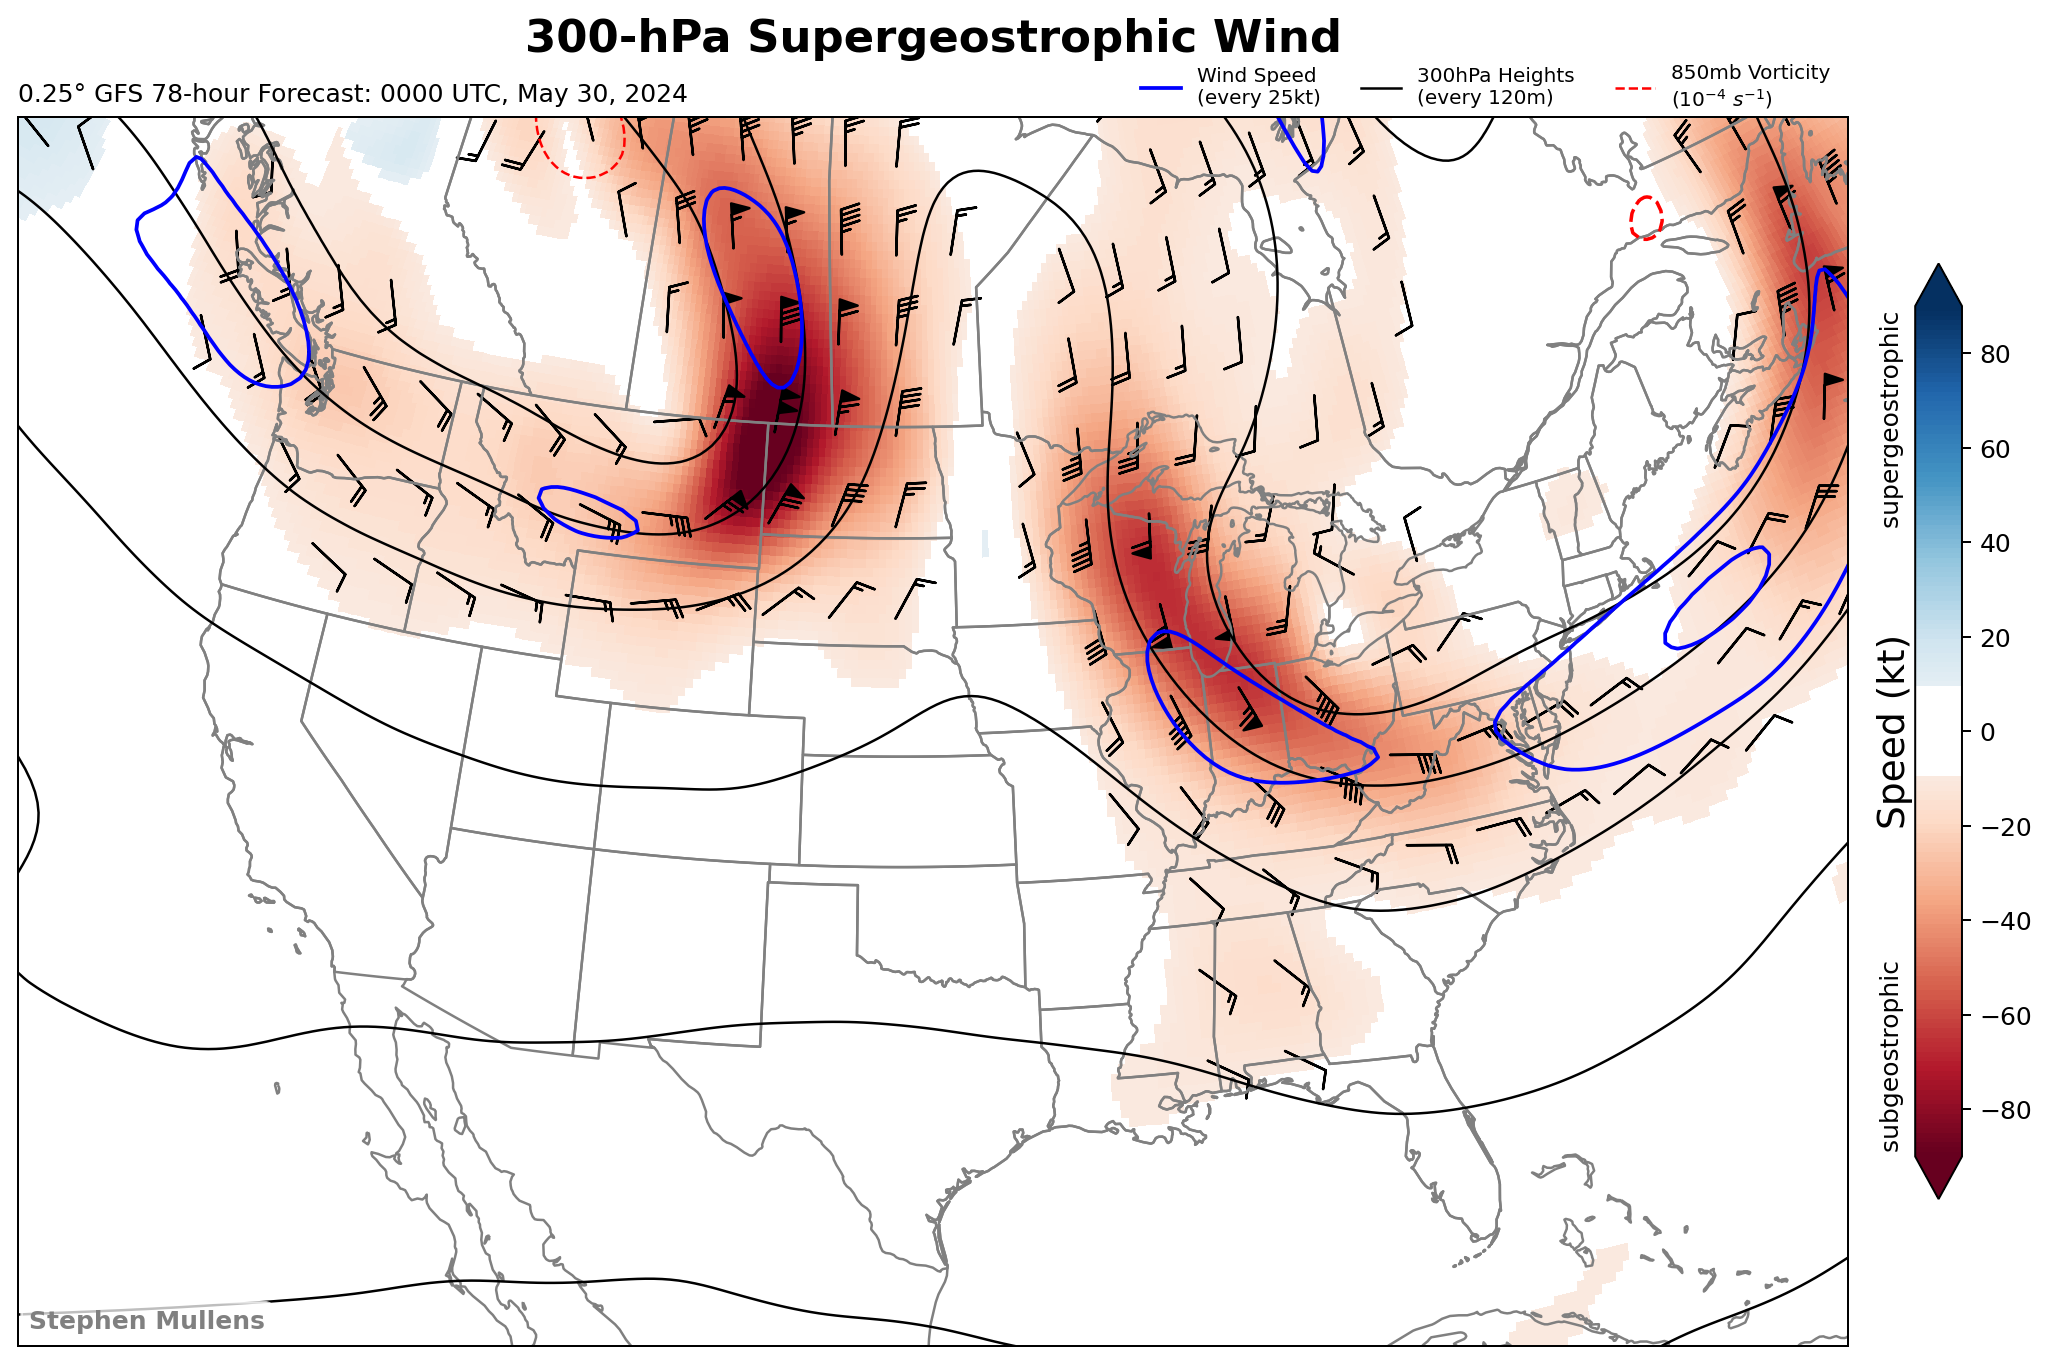 300-hPa Supergeostrophic Wind
0.25° GFS 78-hour Forecast: 0000 UTC, May 30, 2024
Wind Speed
(every 25kt)
300hPa Heights
(every 120m)
850mb Vorticity
(10⁻⁴ s⁻¹)
supergeostrophic
Speed (kt)
subgeostrophic
80
60
40
20
0
−20
−40
−60
−80
Stephen Mullens